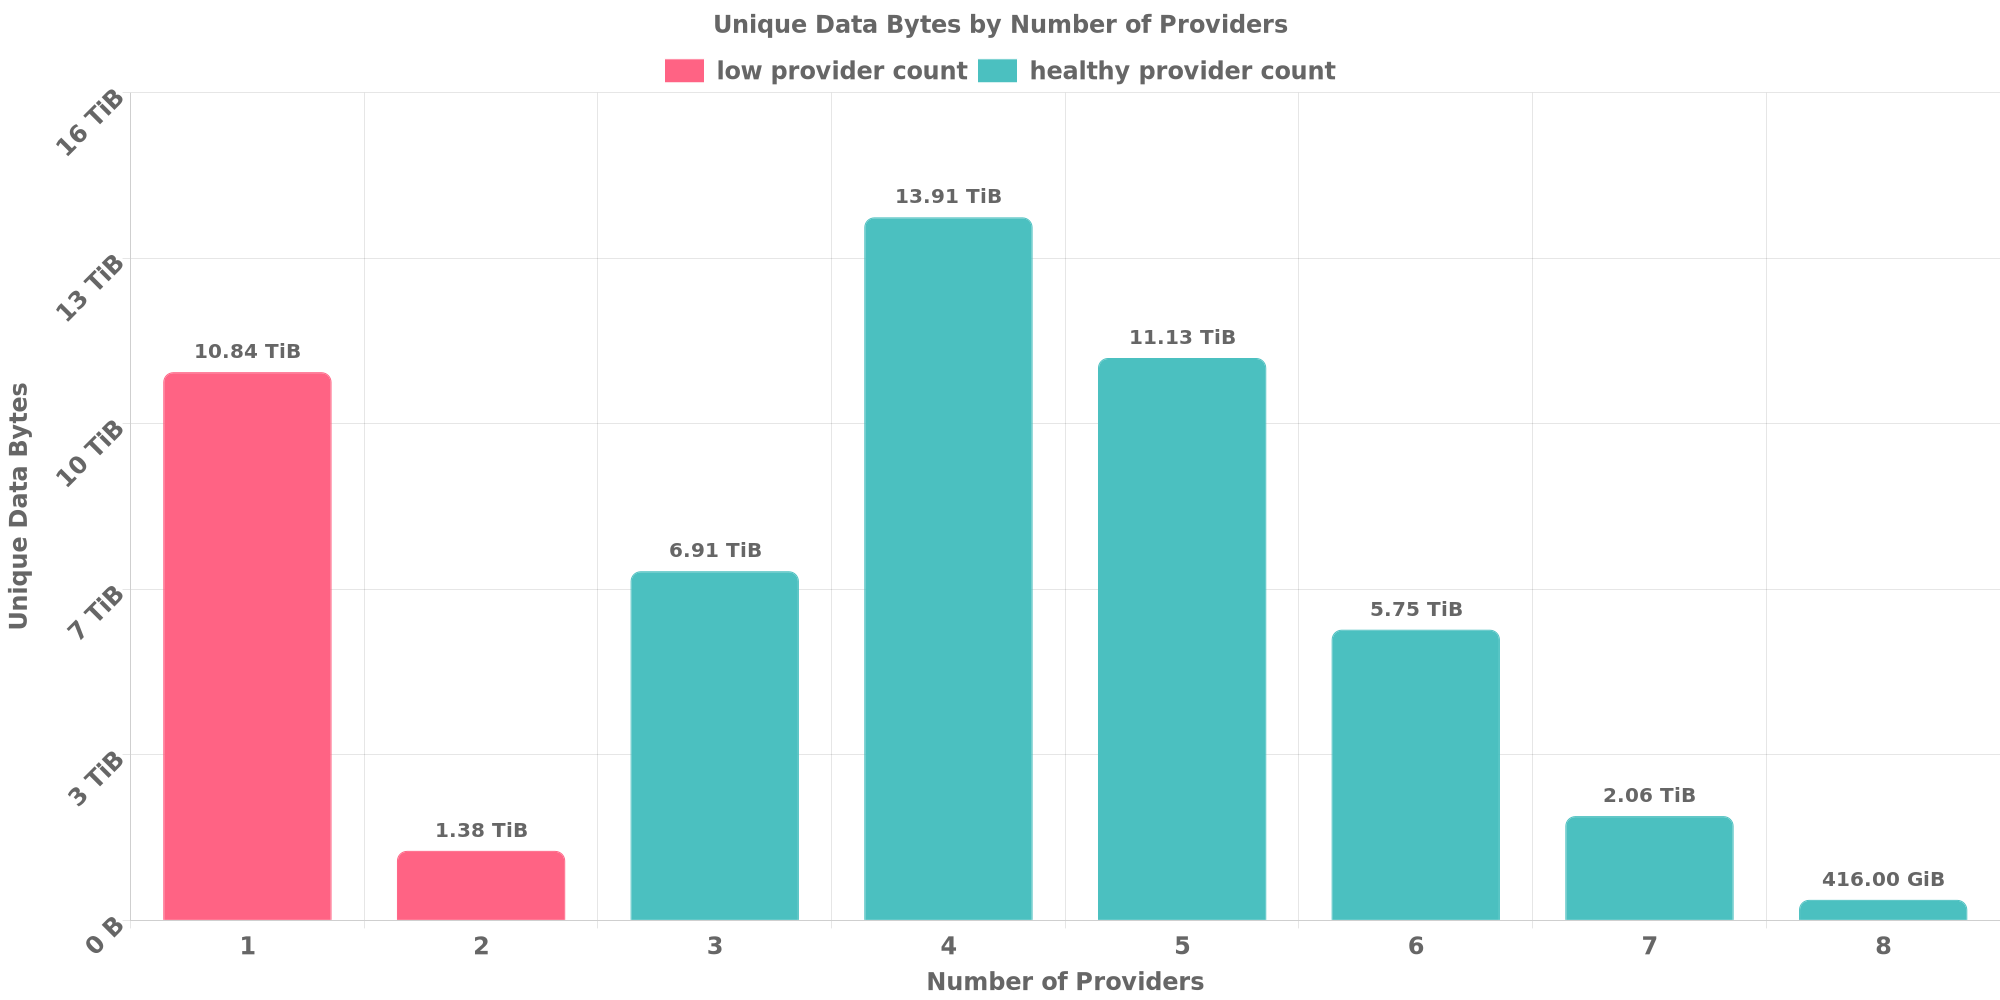 Unique Data Bytes by Number of Providers
low provider count healthy provider count
16 TiB
13 TiB
10 TiB
7 TiB
3 TiB
0 B
Unique Data Bytes
10.84 TiB
1.38 TiB
6.91 TiB
13.91 TiB
11.13 TiB
5.75 TiB
2.06 TiB
416.00 GiB
1 2 3 4 5 6 7 8
Number of Providers